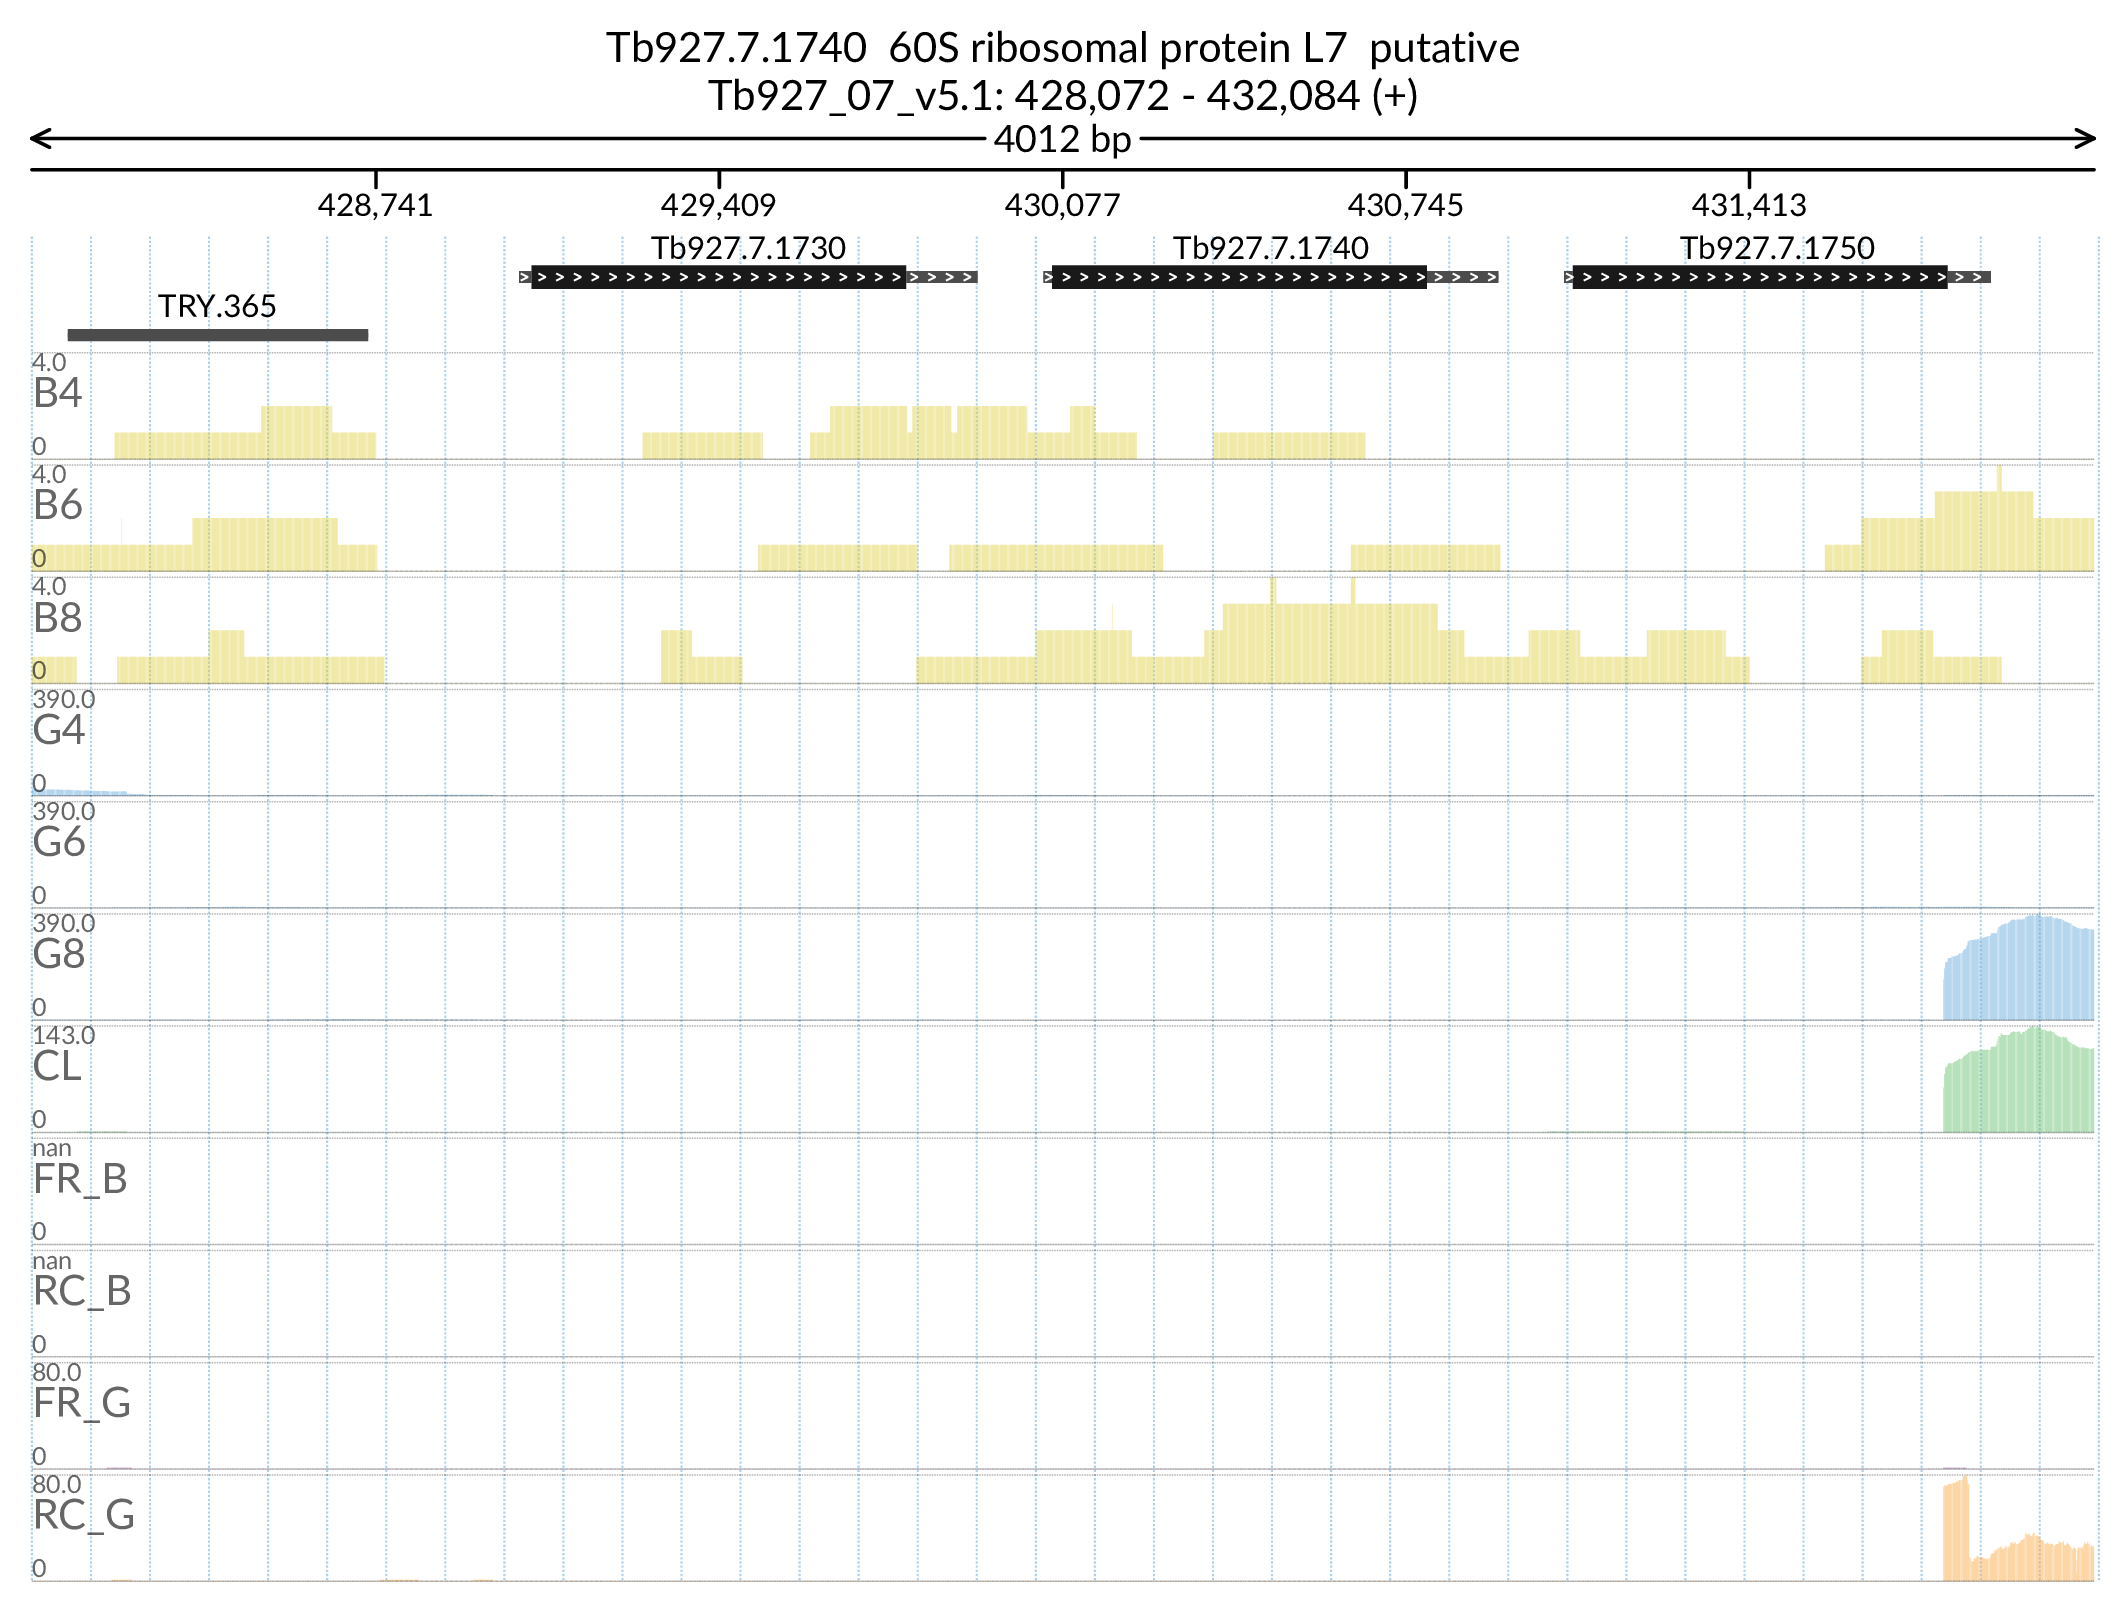 Tb927.7.1740 60S ribosomal protein L7 putative
Tb927_07_v5.1: 428,072 - 432,084 (+)
4012 bp
428,741 429,409 430,077 430,745 431,413
Tb927.7.1730 Tb927.7.1740 Tb927.7.1750
TRY.365
4.0
B4
0
4.0
B6
0
4.0
B8
0
390.0
G4
0
390.0
G6
0
390.0
G8
0
143.0
CL
0
nan
FR_B
0
nan
RC_B
0
80.0
FR_G
0
80.0
RC_G
0